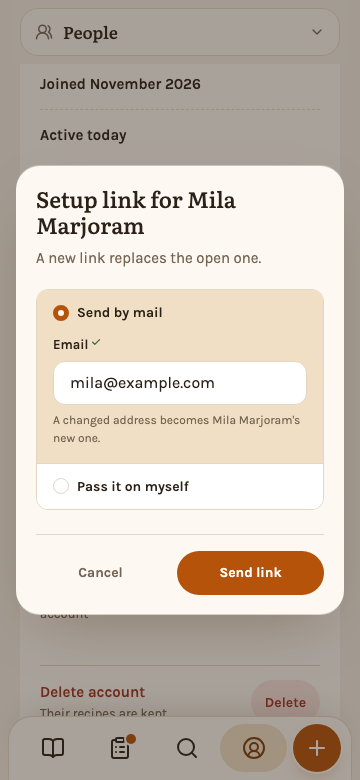 People
Joined November 2026
Active today
Setup link for Mila
Marjoram
A new link replaces the open one.
Send by mail
Email
mila@example.com
A changed address becomes Mila Marjoram's
new one.
Pass it on myself
Cancel
Send link
account
Delete account
Their recipes are kept
Delete